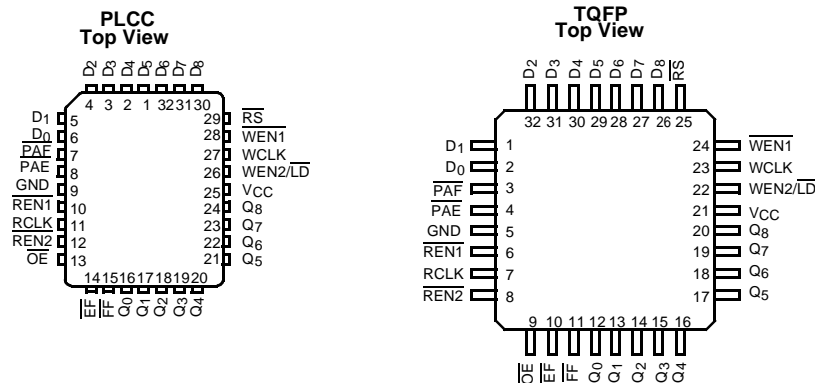 PLCC
Top View
D2 D3 D4 D5 D6 D7 D8
4 3 2 1 32 31 30
D1 5
D0 6
PAF 7
PAE 8
GND 9
REN1 10
RCLK 11
REN2 12
OE 13
29 RS
28 WEN1
27 WCLK
26 WEN2/LD
25 VCC
24 Q8
23 Q7
22 Q6
21 Q5
14 15 16 17 18 19 20
EF FF Q0 Q1 Q2 Q3 Q4
TQFP
Top View
D2 D3 D4 D5 D6 D7 D8 RS
32 31 30 29 28 27 26 25
D1 1
D0 2
PAF 3
PAE 4
GND 5
REN1 6
RCLK 7
REN2 8
24 WEN1
23 WCLK
22 WEN2/LD
21 VCC
20 Q8
19 Q7
18 Q6
17 Q5
9 10 11 12 13 14 15 16
OE EF FF Q0 Q1 Q2 Q3 Q4